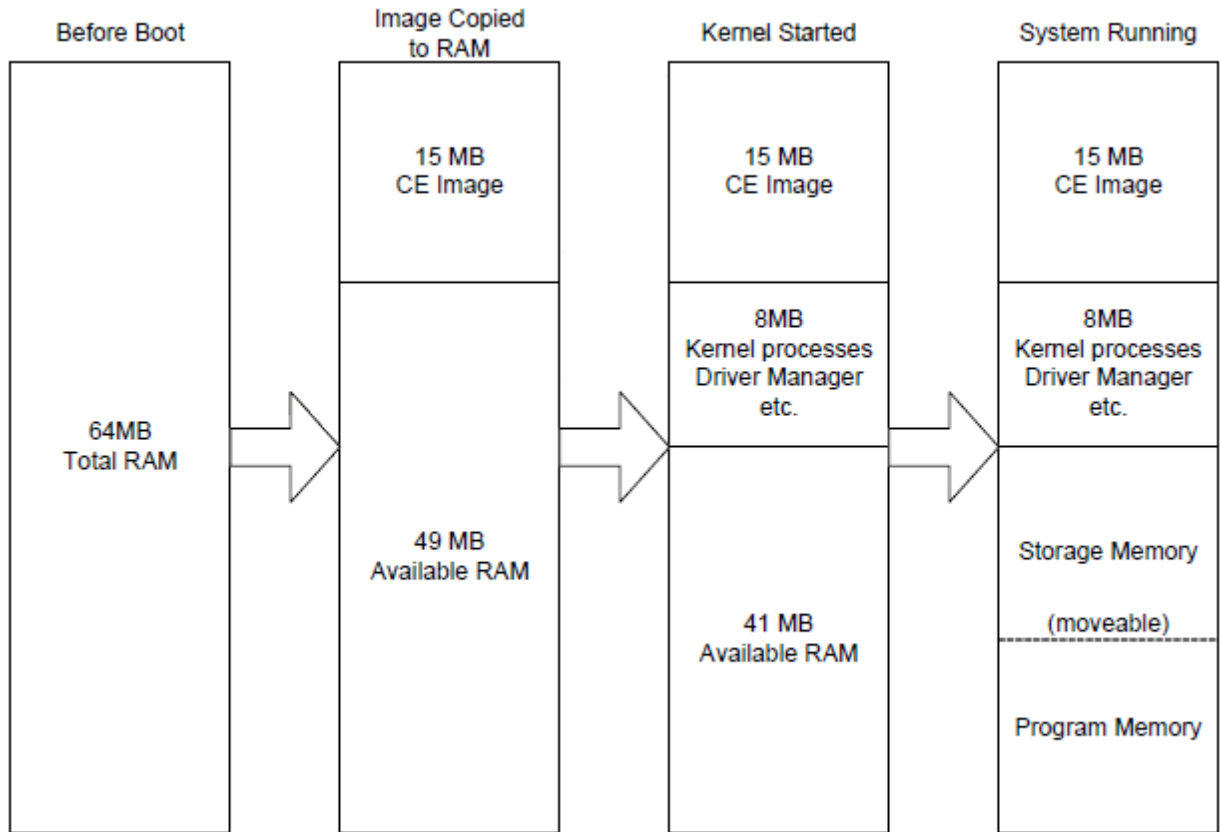 Before Boot
Image Copied
to RAM
Kernel Started
System Running
64MB
Total RAM
15 MB
CE Image
49 MB
Available RAM
15 MB
CE Image
8MB
Kernel processes
Driver Manager
etc.
41 MB
Available RAM
15 MB
CE Image
8MB
Kernel processes
Driver Manager
etc.
Storage Memory
(moveable)
Program Memory